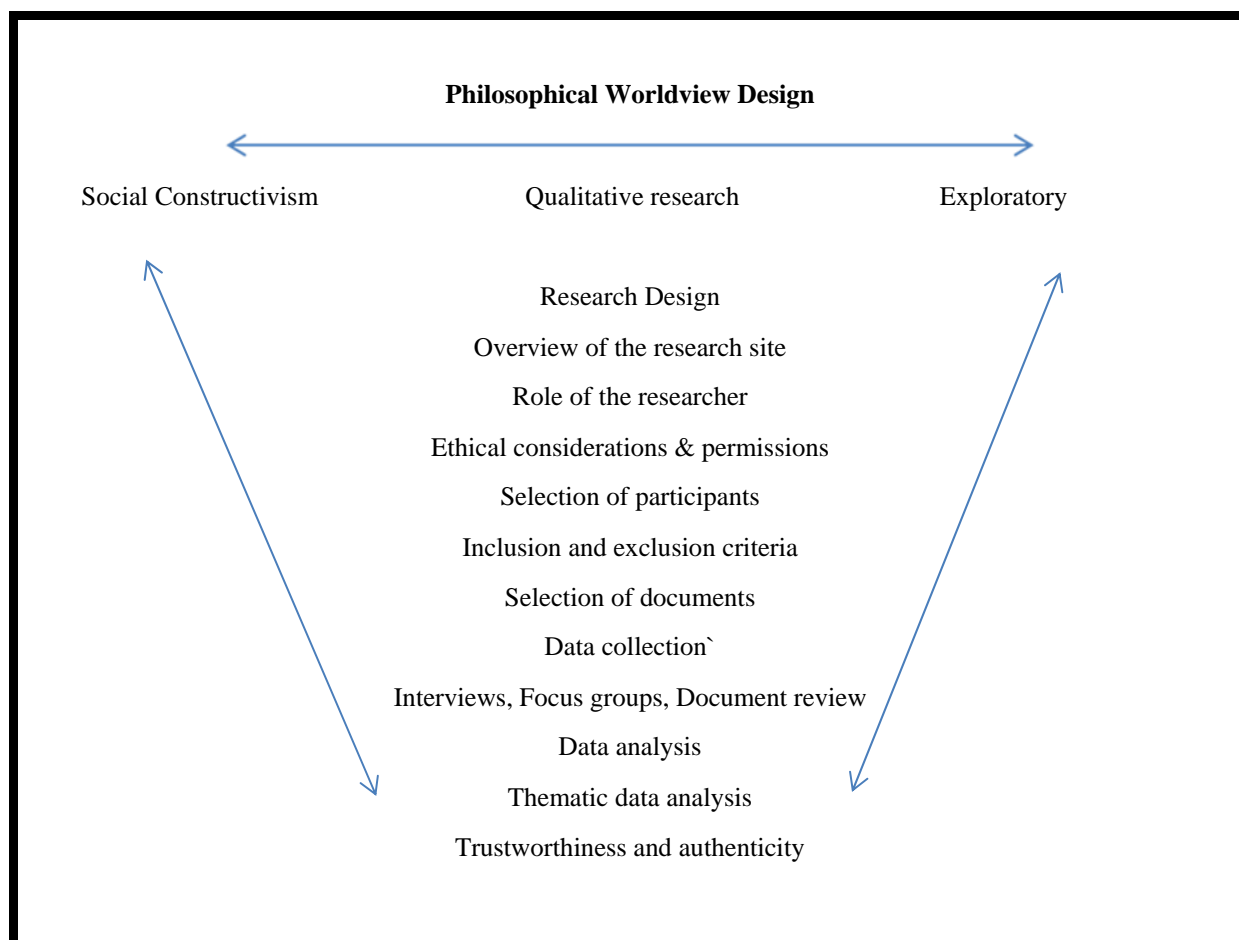 Philosophical Worldview Design
Social Constructivism Qualitative research Exploratory
Research Design
Overview of the research site
Role of the researcher
Ethical considerations & permissions
Selection of participants
Inclusion and exclusion criteria
Selection of documents
Data collection`
Interviews, Focus groups, Document review
Data analysis
Thematic data analysis
Trustworthiness and authenticity